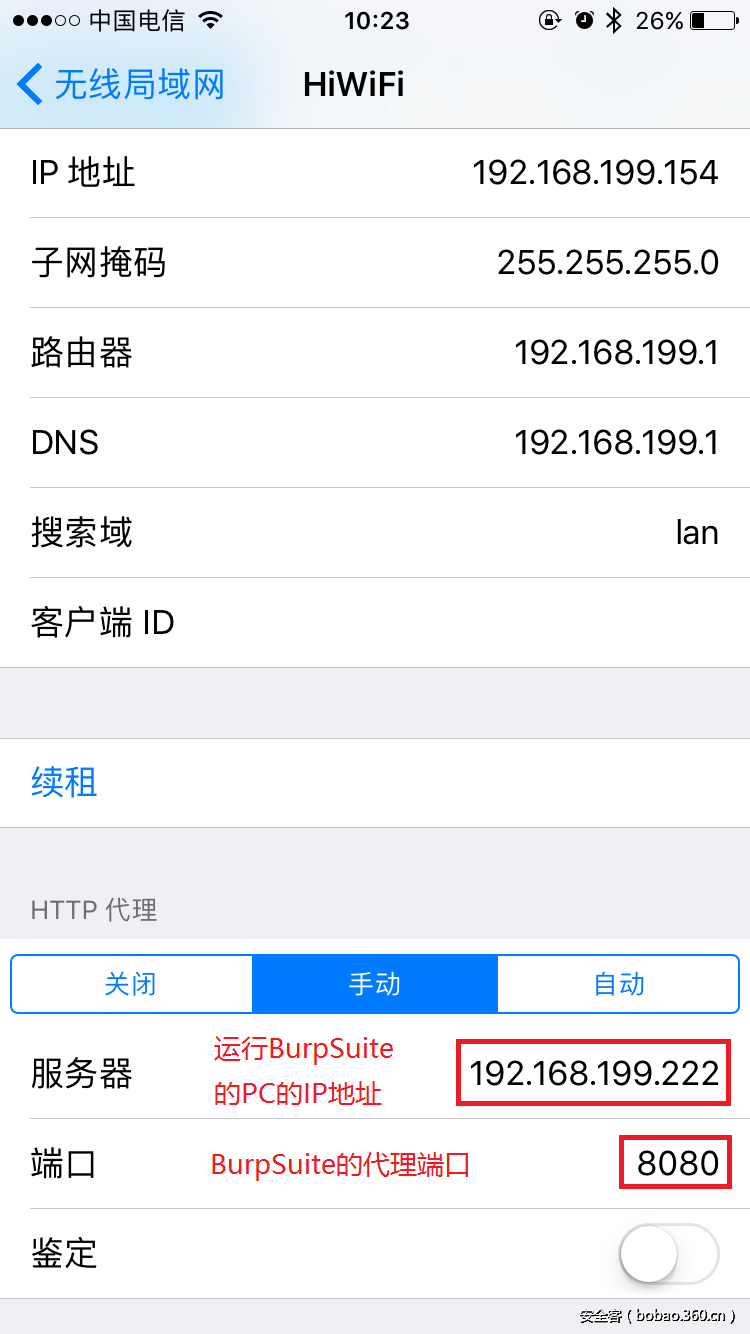 中国电信 10:23 26%
无线局域网 HiWiFi
IP 地址 192.168.199.154
子网掩码 255.255.255.0
路由器 192.168.199.1
DNS 192.168.199.1
搜索域 lan
客户端 ID
续租
HTTP 代理
关闭 手动 自动
运行BurpSuite
服务器 192.168.199.222
的PC的IP地址
端口 BurpSuite的代理端口 8080
鉴定
安全客（bobao.360.cn）